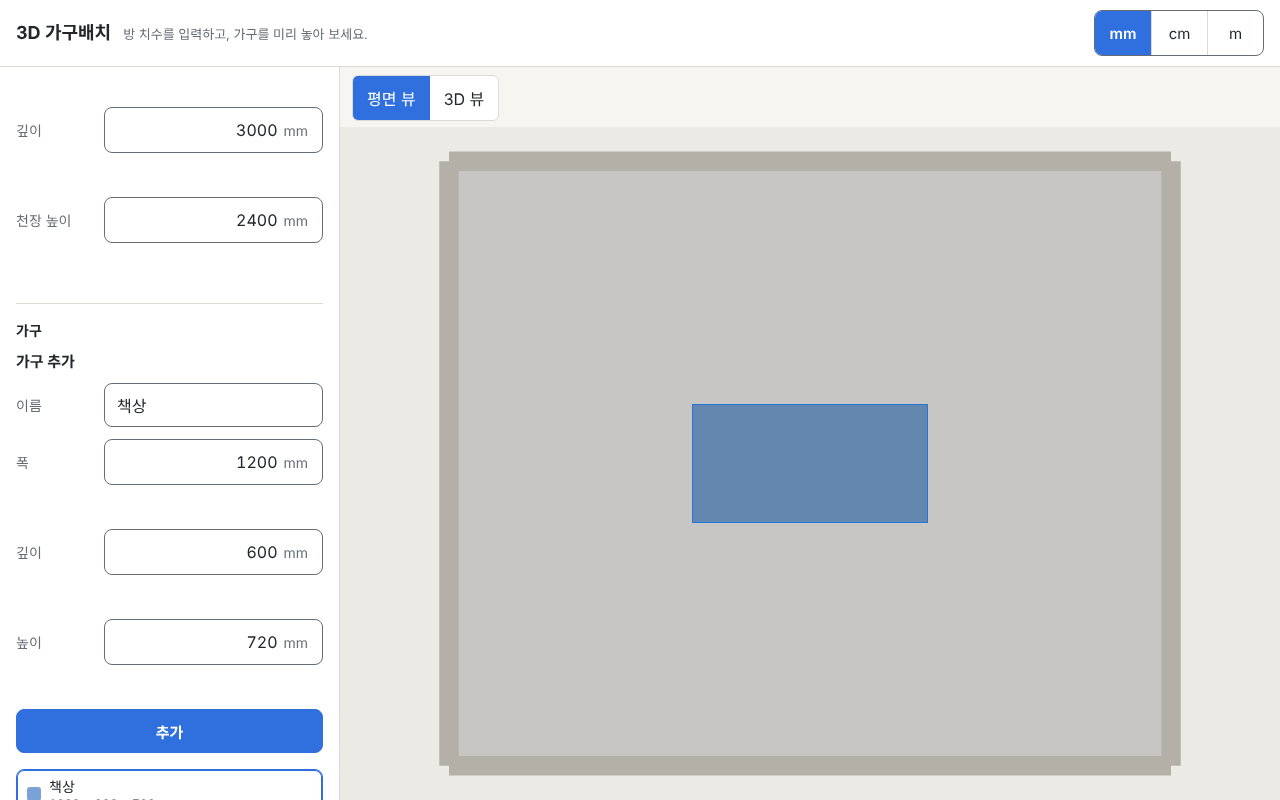 3D 가구배치 방 치수를 입력하고, 가구를 미리 놓아 보세요. mm cm m
평면 뷰 3D 뷰
깊이 3000 mm
천장 높이 2400 mm
가구
가구 추가
이름 책상
폭 1200 mm
깊이 600 mm
높이 720 mm
추가
책상